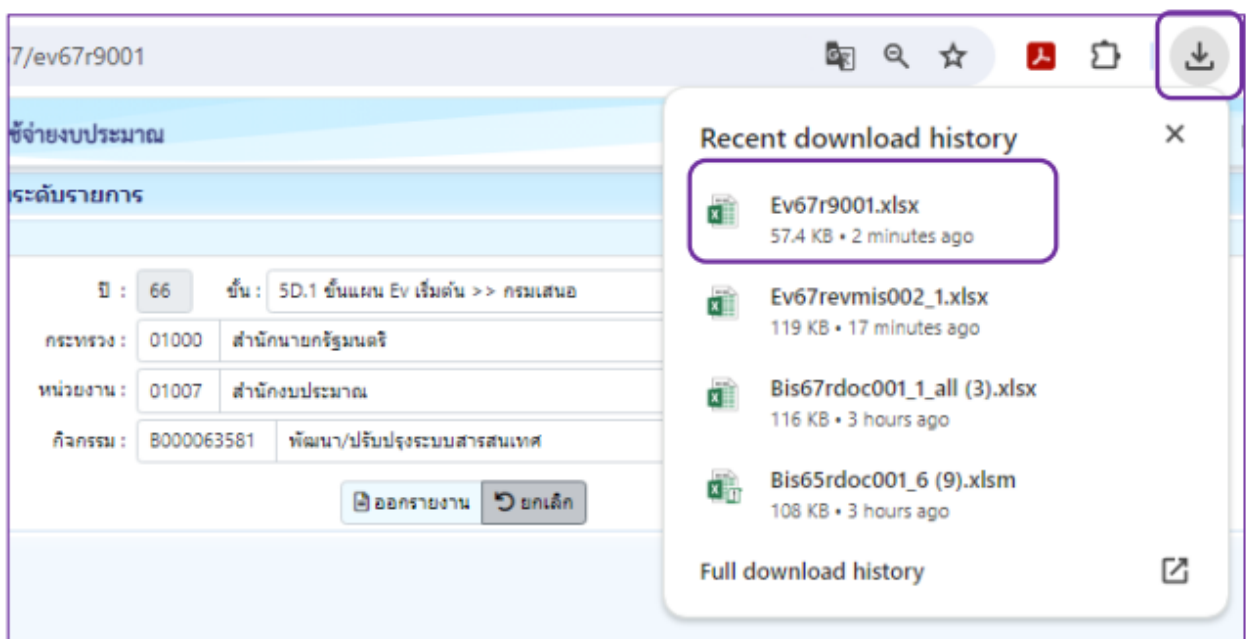 7/ev67r9001
ช้จ่ายงบประมาณ
ระดับรายการ
ปี : 66 ขั้น : 5D.1 ขั้นแผน Ev เริ่มต้น >> กรมเสนอ
กระทรวง : 01000 สำนักนายกรัฐมนตรี
หน่วยงาน : 01007 สำนักงบประมาณ
กิจกรรม : B000063581 พัฒนา/ปรับปรุงระบบสารสนเทศ
ออกรายงาน ยกเลิก
Recent download history
Ev67r9001.xlsx
57.4 KB • 2 minutes ago
Ev67revmis002_1.xlsx
119 KB • 17 minutes ago
Bis67rdoc001_1_all (3).xlsx
116 KB • 3 hours ago
Bis65rdoc001_6 (9).xlsm
108 KB • 3 hours ago
Full download history